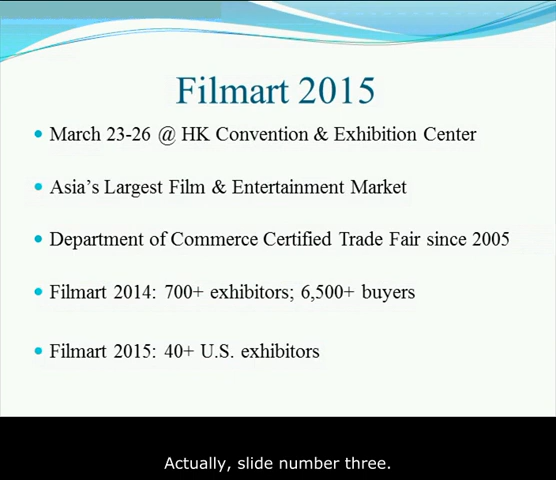 Filmart 2015
March 23-26 @ HK Convention & Exhibition Center
Asia’s Largest Film & Entertainment Market
Department of Commerce Certified Trade Fair since 2005
Filmart 2014: 700+ exhibitors; 6,500+ buyers
Filmart 2015: 40+ U.S. exhibitors
Actually, slide number three.